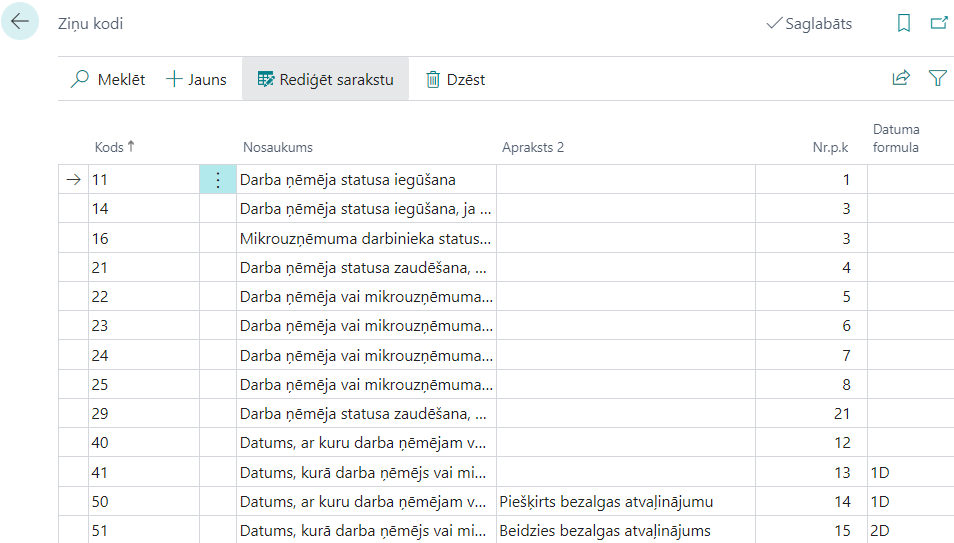 Ziņu kodi
Saglabāts
Meklēt Jauns Rediģēt sarakstu Dzēst
Kods Nosaukums Apraksts 2 Nr.p.k Datuma formula
11 Darba ņēmēja statusa iegūšana 1
14 Darba ņēmēja statusa iegūšana, ja ... 3
16 Mikrouzņēmuma darbinieka status... 3
21 Darba ņēmēja statusa zaudēšana, ... 4
22 Darba ņēmēja vai mikrouzņēmuma... 5
23 Darba ņēmēja vai mikrouzņēmuma... 6
24 Darba ņēmēja vai mikrouzņēmuma... 7
25 Darba ņēmēja vai mikrouzņēmuma... 8
29 Darba ņēmēja statusa zaudēšana, ... 21
40 Datums, ar kuru darba ņēmējam v... 12
41 Datums, kurā darba ņēmējs vai mi... 13 1D
50 Datums, ar kuru darba ņēmējam v... Piešķirts bezalgas atvaļinājumu 14 1D
51 Datums, kurā darba ņēmējs vai mi... Beidzies bezalgas atvaļinājums 15 2D